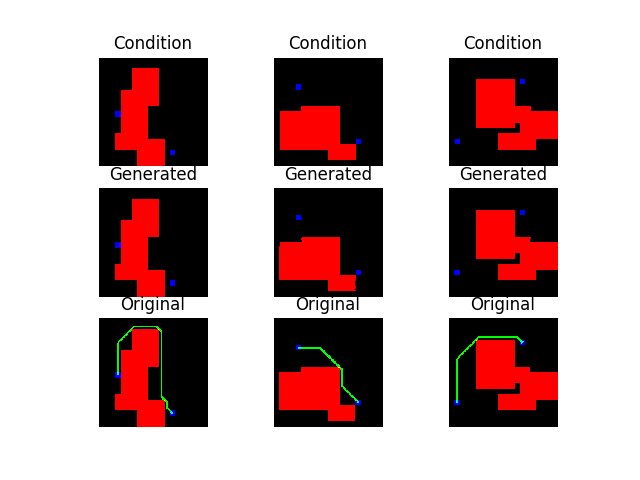 Condition Condition Condition
Generated Generated Generated
Original Original Original